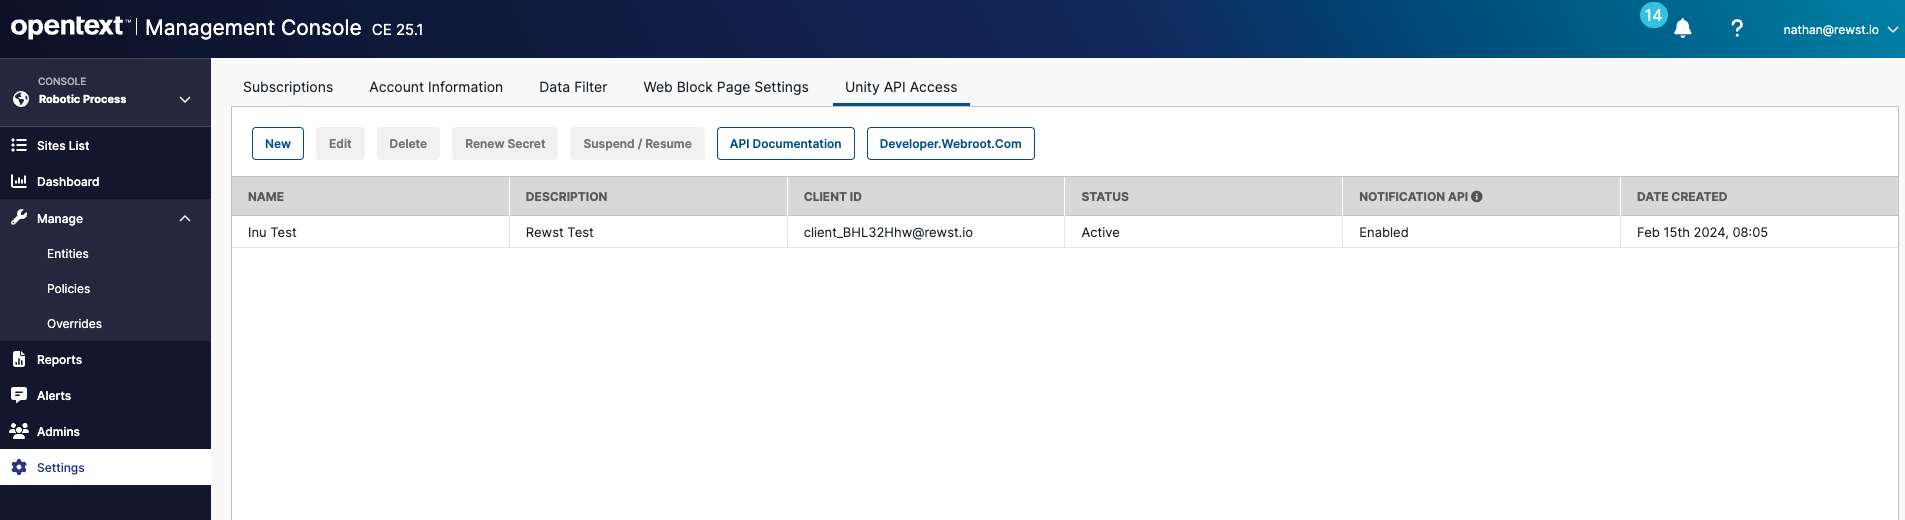 opentext™ | Management Console CE 25.1
14
nathan@rewst.io
CONSOLE
Robotic Process
Sites List
Dashboard
Manage
Entities
Policies
Overrides
Reports
Alerts
Admins
Settings
Subscriptions Account Information Data Filter Web Block Page Settings Unity API Access
New Edit Delete Renew Secret Suspend / Resume API Documentation Developer.Webroot.Com
NAME DESCRIPTION CLIENT ID STATUS NOTIFICATION API DATE CREATED
Inu Test Rewst Test client_BHL32Hhw@rewst.io Active Enabled Feb 15th 2024, 08:05